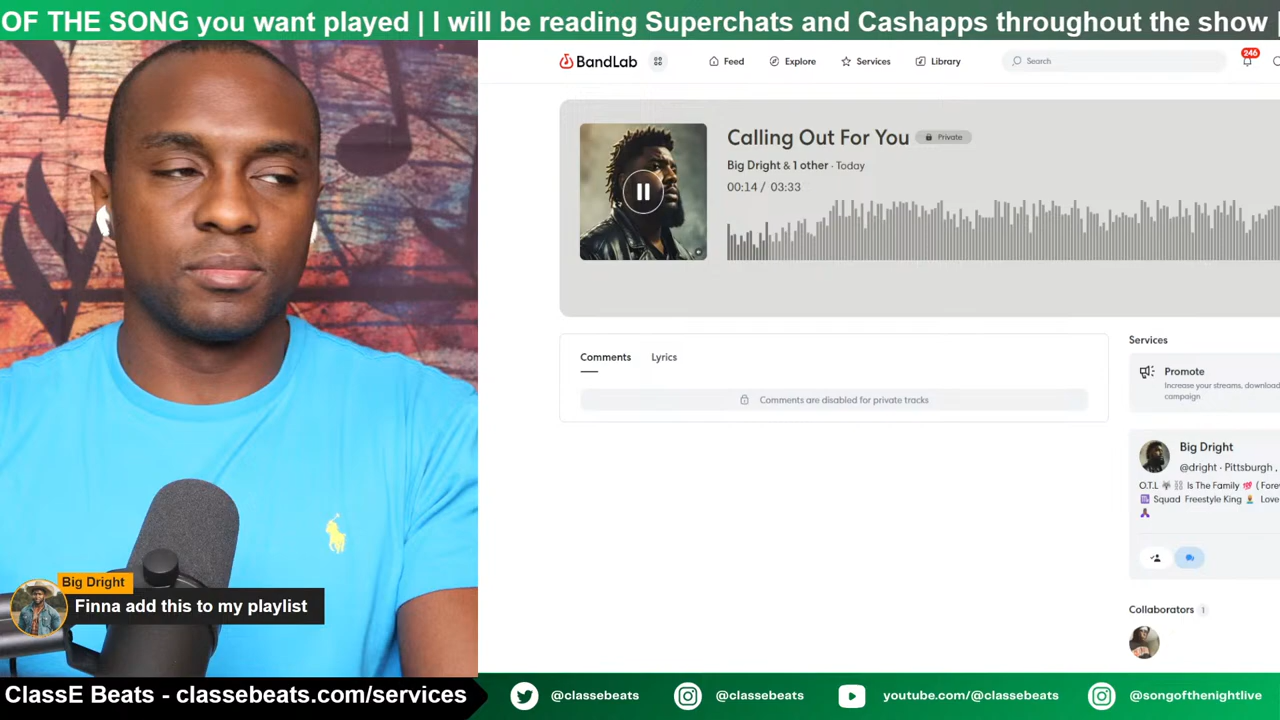 OF THE SONG you want played | I will be reading Superchats and Cashapps throughout the show |
BandLab
Feed
Explore
Services
Library
Search
246
Calling Out For You
Private
Big Dright & 1 other · Today
00:14 / 03:33
Comments
Lyrics
Comments are disabled for private tracks
Services
Promote
Increase your streams, download
campaign
Big Dright
@dright · Pittsburgh ,
O.T.L Is The Family ( Fore
Squad Freestyle King Love
Collaborators 1
Big Dright
Finna add this to my playlist
ClassE Beats - classebeats.com/services
@classebeats
@classebeats
youtube.com/@classebeats
@songofthenightlive